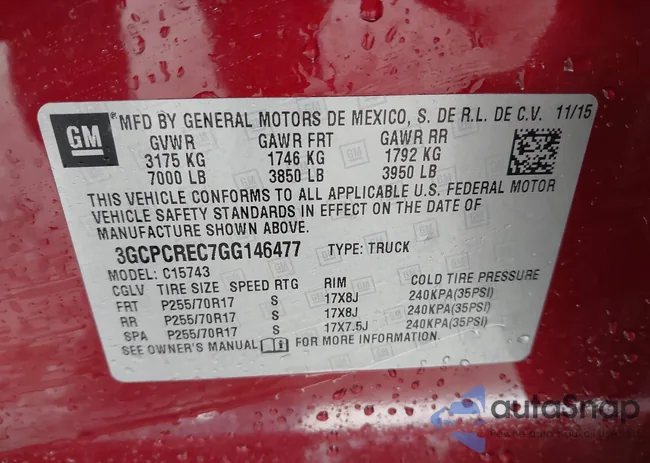 GM
MFD BY GENERAL MOTORS DE MEXICO, S. DE R.L. DE C.V. 11/15
GVWR GAWR FRT GAWR RR
3175 KG 1746 KG 1792 KG
7000 LB 3850 LB 3950 LB
THIS VEHICLE CONFORMS TO ALL APPLICABLE U.S. FEDERAL MOTOR
VEHICLE SAFETY STANDARDS IN EFFECT ON THE DATE OF
MANUFACTURE SHOWN ABOVE.
3GCPCREC7GG146477 TYPE: TRUCK
MODEL: C15743
CGLV TIRE SIZE SPEED RTG RIM COLD TIRE PRESSURE
FRT P255/70R17 S 17X8J 240KPA(35PSI)
RR P255/70R17 S 17X8J 240KPA(35PSI)
SPA P255/70R17 S 17X7.5J 240KPA(35PSI)
SEE OWNER'S MANUAL FOR MORE INFORMATION.
autoSnap